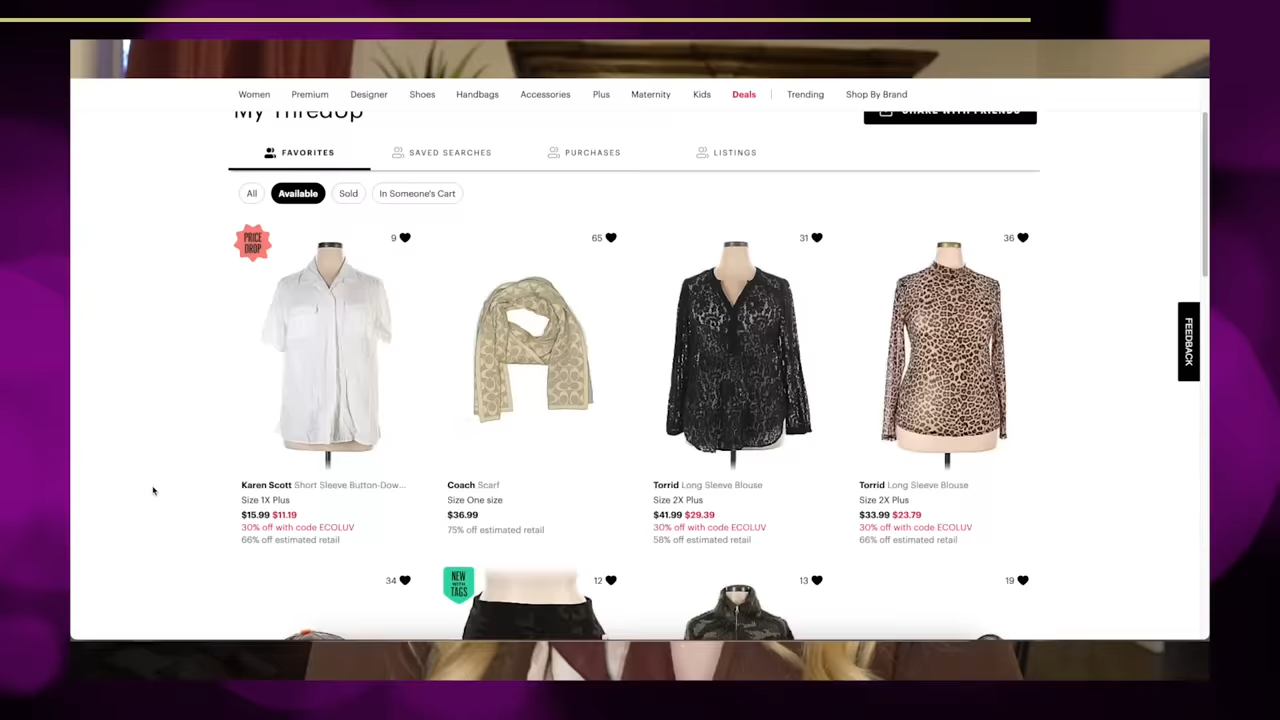 Women Premium Designer Shoes Handbags Accessories Plus Maternity Kids Deals Trending Shop By Brand
My ThredUp
SHARE WITH FRIENDS
FAVORITES SAVED SEARCHES PURCHASES LISTINGS
All Available Sold In Someone's Cart
PRICE
DROP
9 65 31 36
FEEDBACK
Karen Scott Short Sleeve Button-Dow...
Size 1X Plus
$15.99 $11.19
30% off with code ECOLUV
66% off estimated retail
Coach Scarf
Size One size
$36.99
75% off estimated retail
Torrid Long Sleeve Blouse
Size 2X Plus
$41.99 $29.39
30% off with code ECOLUV
58% off estimated retail
Torrid Long Sleeve Blouse
Size 2X Plus
$33.99 $23.79
30% off with code ECOLUV
66% off estimated retail
34 12 13 19
NEW
WITH
TAGS